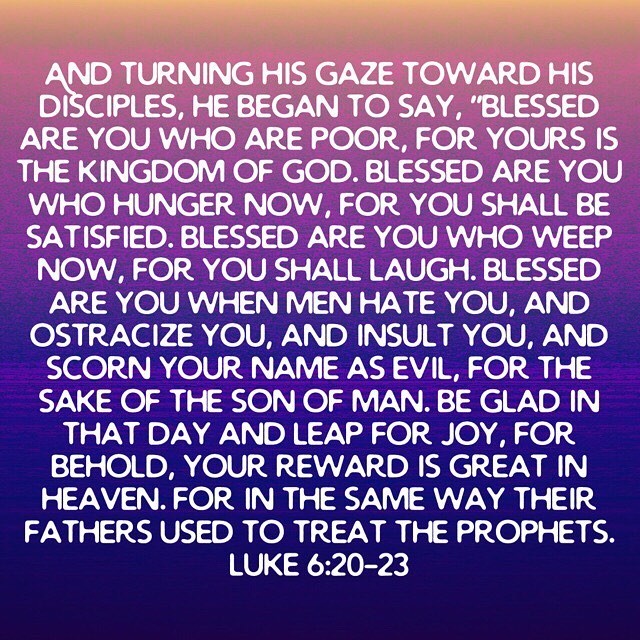 AND TURNING HIS GAZE TOWARD HIS
DISCIPLES, HE BEGAN TO SAY, "BLESSED
ARE YOU WHO ARE POOR, FOR YOURS IS
THE KINGDOM OF GOD. BLESSED ARE YOU
WHO HUNGER NOW, FOR YOU SHALL BE
SATISFIED. BLESSED ARE YOU WHO WEEP
NOW, FOR YOU SHALL LAUGH. BLESSED
ARE YOU WHEN MEN HATE YOU, AND
OSTRACIZE YOU, AND INSULT YOU, AND
SCORN YOUR NAME AS EVIL, FOR THE
SAKE OF THE SON OF MAN. BE GLAD IN
THAT DAY AND LEAP FOR JOY, FOR
BEHOLD, YOUR REWARD IS GREAT IN
HEAVEN. FOR IN THE SAME WAY THEIR
FATHERS USED TO TREAT THE PROPHETS.
LUKE 6:20-23